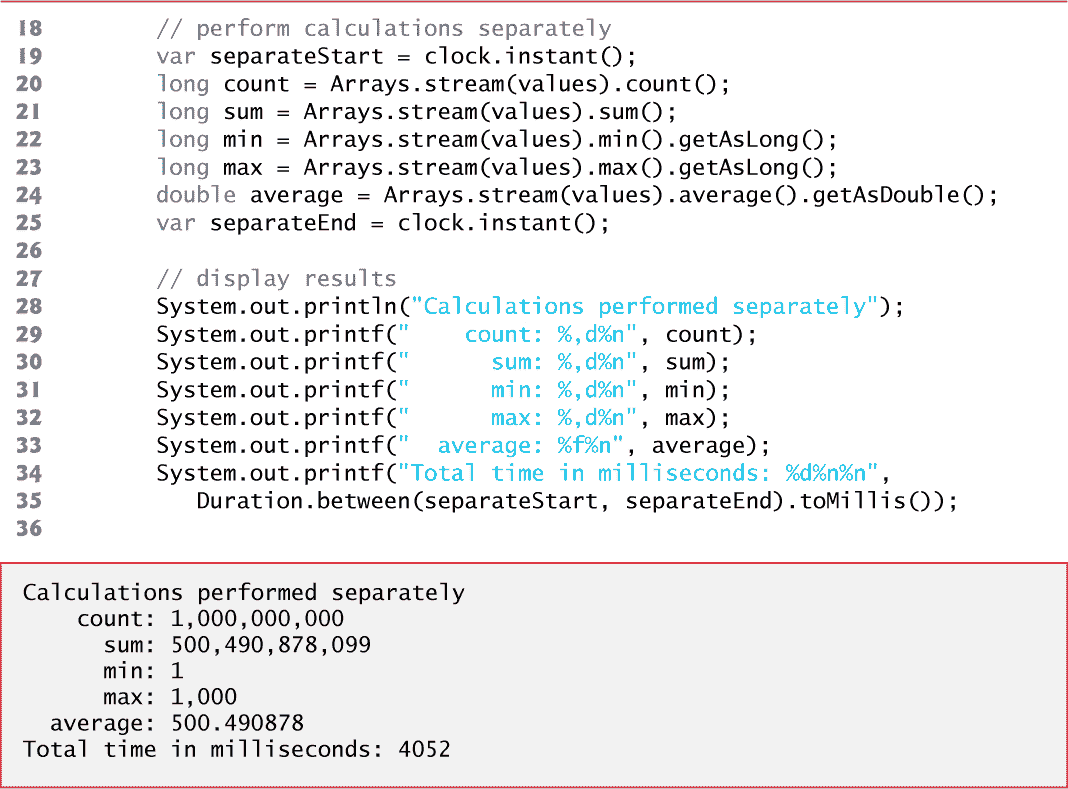 18        // perform calculations separately
19        var separateStart = clock.instant();
20        long count = Arrays.stream(values).count();
21        long sum = Arrays.stream(values).sum();
22        long min = Arrays.stream(values).min().getAsLong();
23        long max = Arrays.stream(values).max().getAsLong();
24        double average = Arrays.stream(values).average().getAsDouble();
25        var separateEnd = clock.instant();
26
27        // display results
28        System.out.println("Calculations performed separately");
29        System.out.printf("    count: %,d%n", count);
30        System.out.printf("      sum: %,d%n", sum);
31        System.out.printf("      min: %,d%n", min);
32        System.out.printf("      max: %,d%n", max);
33        System.out.printf("  average: %f%n", average);
34        System.out.printf("Total time in milliseconds: %d%n%n",
35           Duration.between(separateStart, separateEnd).toMillis());
36
Calculations performed separately
    count: 1,000,000,000
      sum: 500,490,878,099
      min: 1
      max: 1,000
  average: 500.490878
Total time in milliseconds: 4052